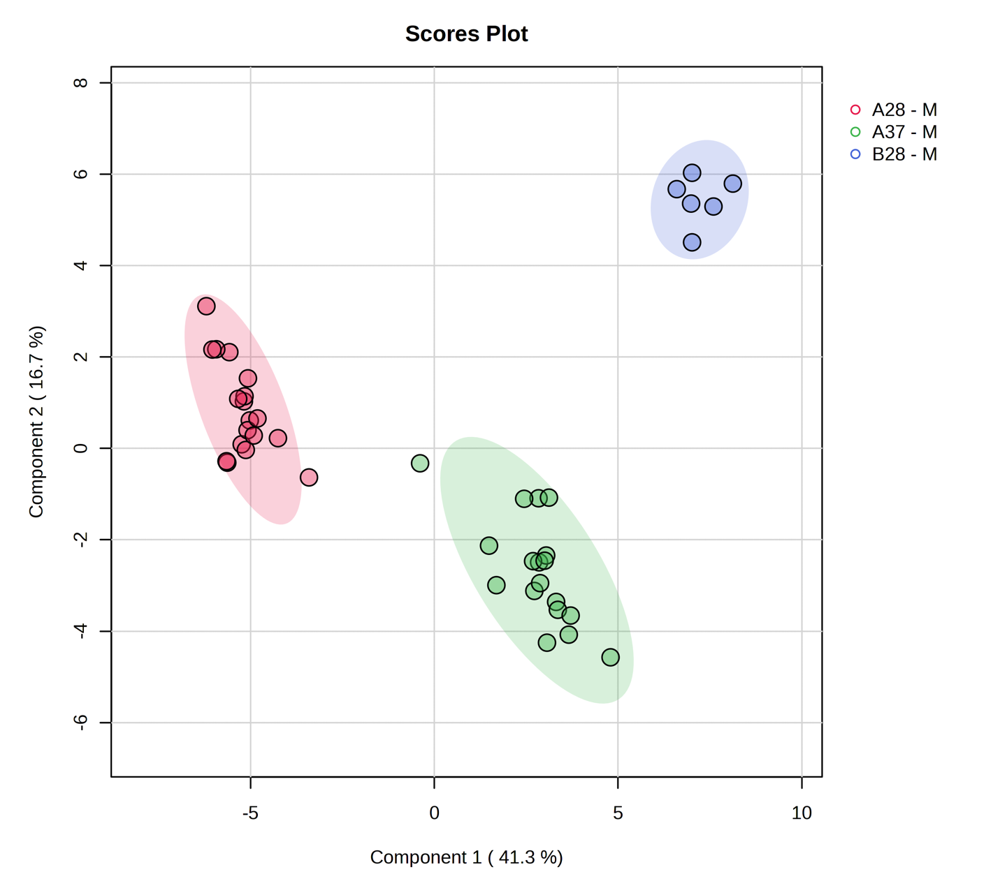 Scores Plot
8
6
4
2
0
-2
-4
-6
Component 2 ( 16.7 %)
A28 - M
A37 - M
B28 - M
-5 0 5 10
Component 1 ( 41.3 %)